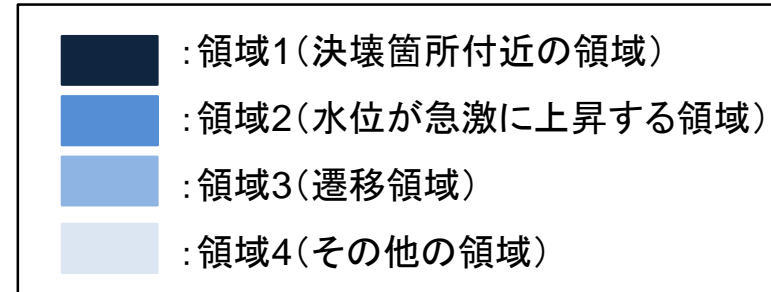 :領域1(決壊箇所付近の領域)
:領域2(水位が急激に上昇する領域)
:領域3(遷移領域)
:領域4(その他の領域)